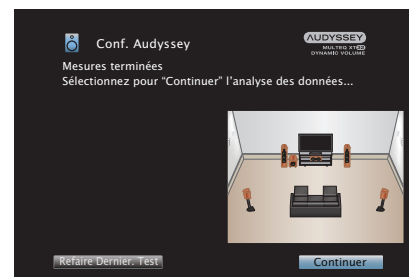 Conf. Audyssey
AUDYSSEY
MULTEQ XT32
DYNAMIC VOLUME
Mesures terminées
Sélectionnez pour “Continuer” l’analyse des données...
Refaire Dernier. Test
Continuer